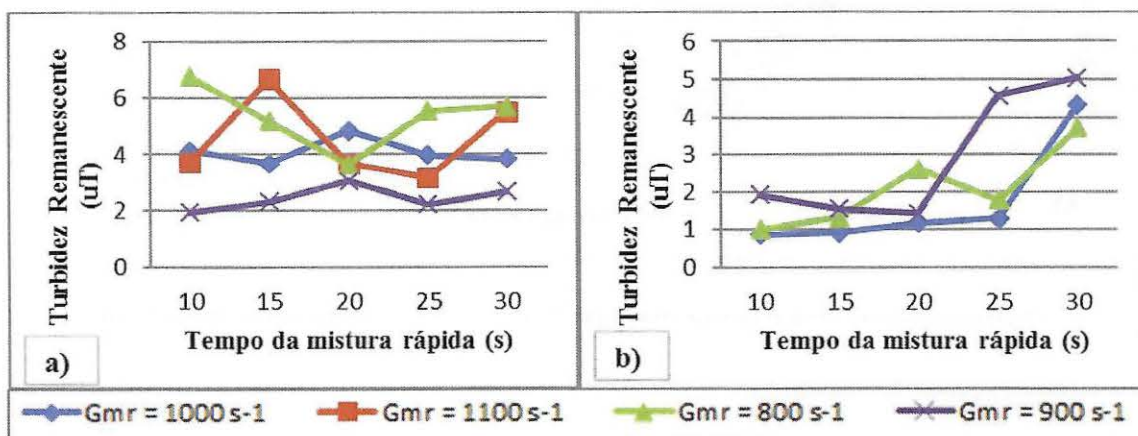 8
6
4
2
0
Turbidez Remanescente
(uT)
10 15 20 25 30
Tempo da mistura rápida (s)
a)
6
5
4
3
2
1
0
Turbidez Remanescente
(uT)
10 15 20 25 30
Tempo da mistura rápida (s)
b)
Gmr = 1000 s-1 Gmr = 1100 s-1 Gmr = 800 s-1 Gmr = 900 s-1